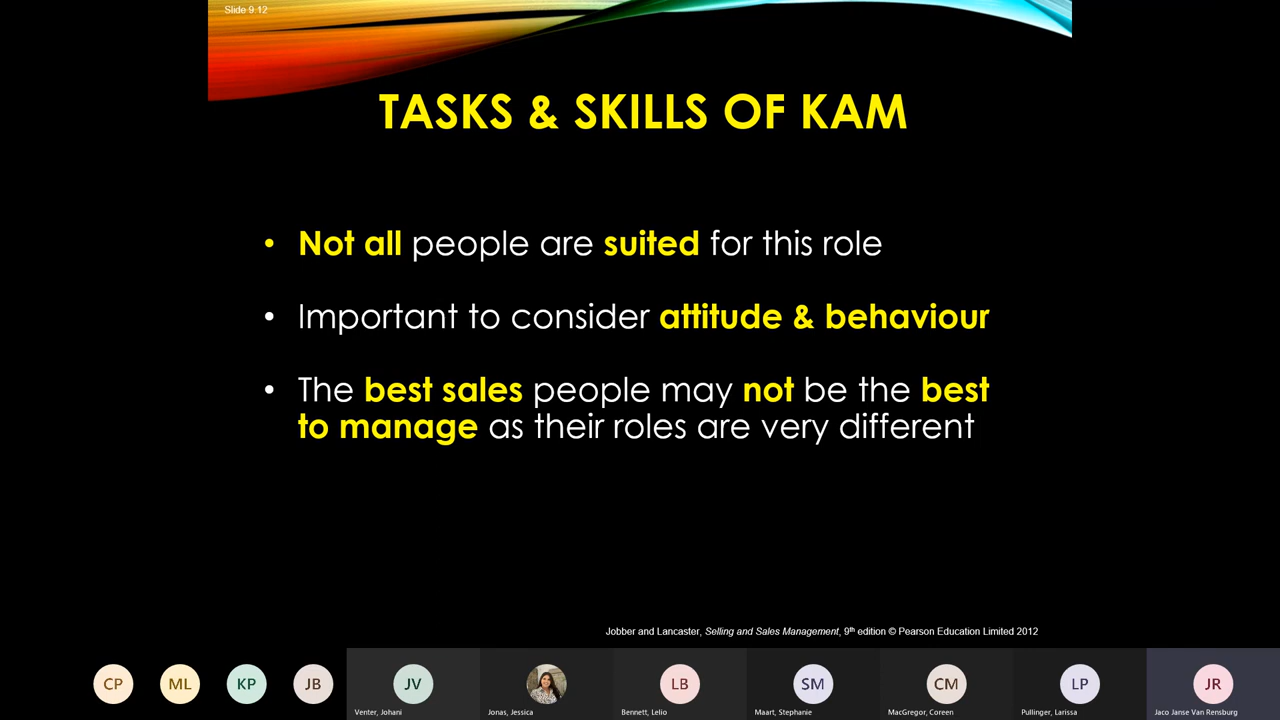 Slide 9.12
TASKS & SKILLS OF KAM
• Not all people are suited for this role
• Important to consider attitude & behaviour
• The best sales people may not be the best
to manage as their roles are very different
Jobber and Lancaster, Selling and Sales Management, 9th edition © Pearson Education Limited 2012
CP
ML
KP
JB
JV
LB
SM
CM
LP
JR
Venter, Johani
Jonas, Jessica
Bennett, Lelio
Maart, Stephanie
MacGregor, Coreen
Pullinger, Larissa
Jaco Janse Van Rensburg